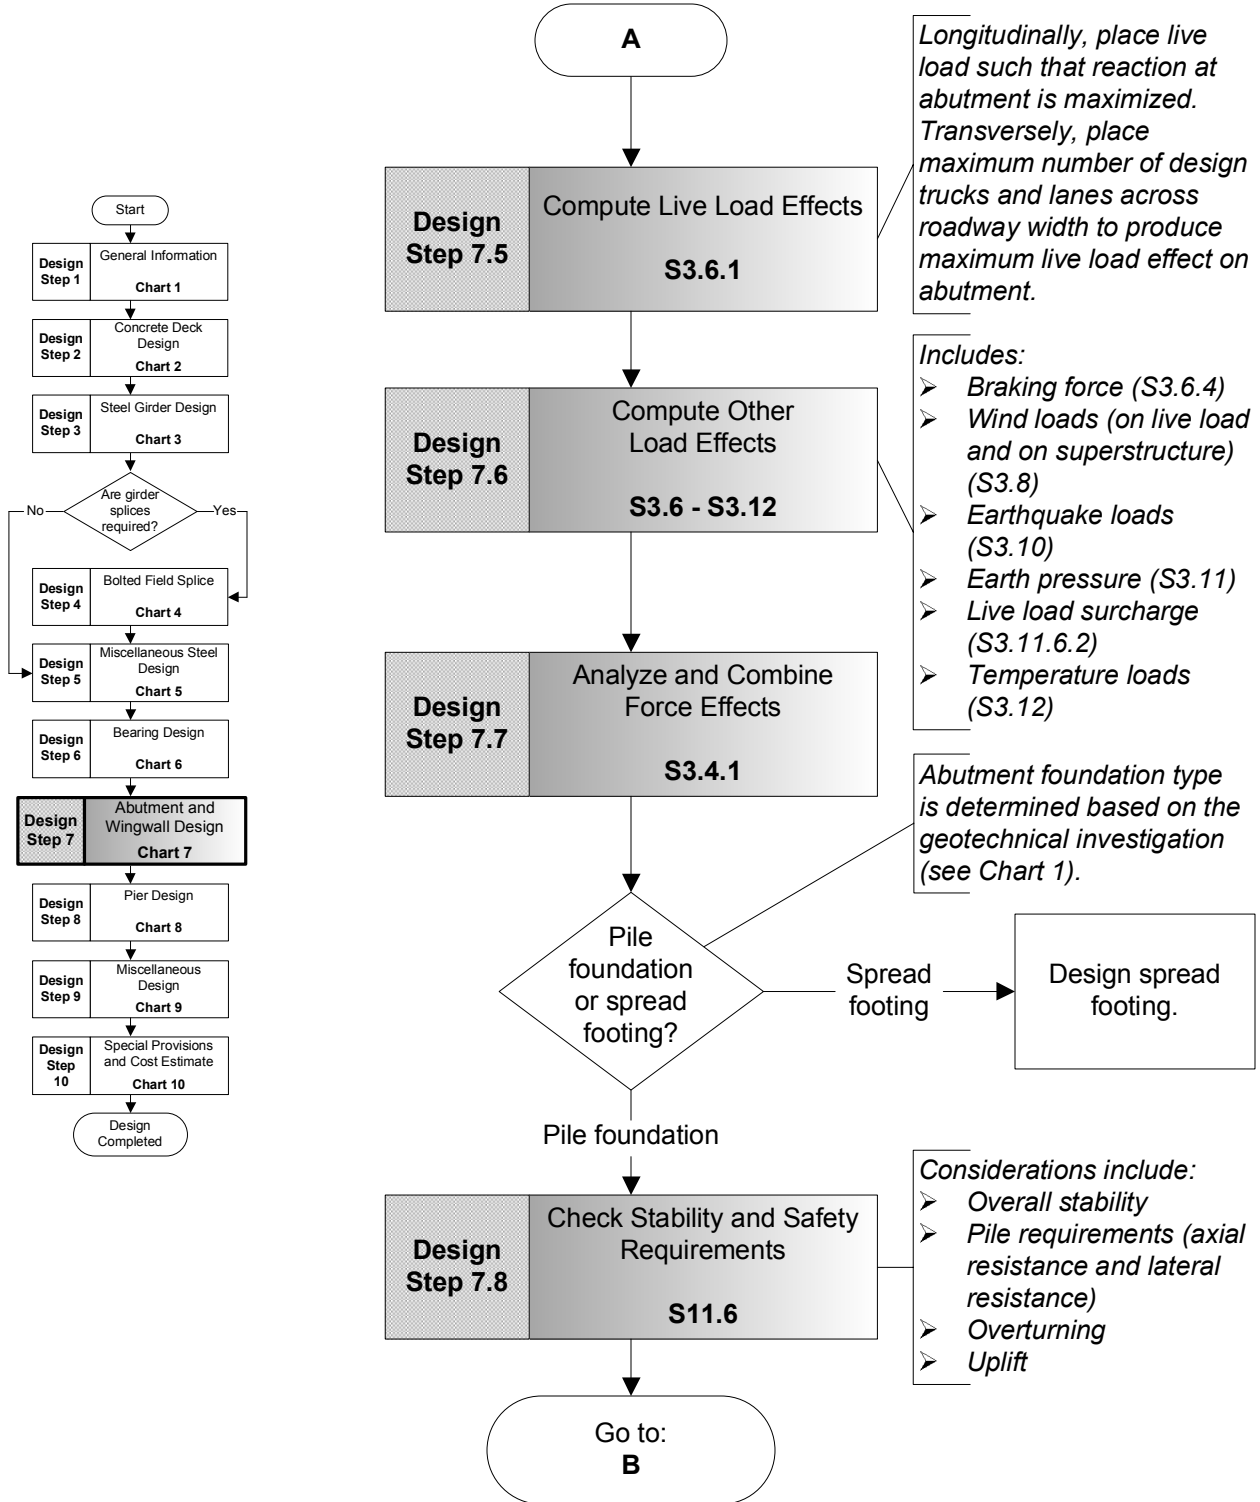 Start
Design
Step 1
General Information
Chart 1
Design
Step 2
Concrete Deck
Design
Chart 2
Design
Step 3
Steel Girder Design
Chart 3
Are girder
splices
required?
No
Yes
Design
Step 4
Bolted Field Splice
Chart 4
Design
Step 5
Miscellaneous Steel
Design
Chart 5
Design
Step 6
Bearing Design
Chart 6
Design
Step 7
Abutment and
Wingwall Design
Chart 7
Design
Step 8
Pier Design
Chart 8
Design
Step 9
Miscellaneous
Design
Chart 9
Design
Step
10
Special Provisions
and Cost Estimate
Chart 10
Design
Completed
A
Design
Step 7.5
Compute Live Load Effects
S3.6.1
Longitudinally, place live
load such that reaction at
abutment is maximized.
Transversely, place
maximum number of design
trucks and lanes across
roadway width to produce
maximum live load effect on
abutment.
Design
Step 7.6
Compute Other
Load Effects
S3.6 - S3.12
Includes:
➢ Braking force (S3.6.4)
➢ Wind loads (on live load
and on superstructure)
(S3.8)
➢ Earthquake loads
(S3.10)
➢ Earth pressure (S3.11)
➢ Live load surcharge
(S3.11.6.2)
➢ Temperature loads
(S3.12)
Design
Step 7.7
Analyze and Combine
Force Effects
S3.4.1
Abutment foundation type
is determined based on the
geotechnical investigation
(see Chart 1).
Pile
foundation
or spread
footing?
Spread
footing
Design spread
footing.
Pile foundation
Design
Step 7.8
Check Stability and Safety
Requirements
S11.6
Considerations include:
➢ Overall stability
➢ Pile requirements (axial
resistance and lateral
resistance)
➢ Overturning
➢ Uplift
Go to:
B